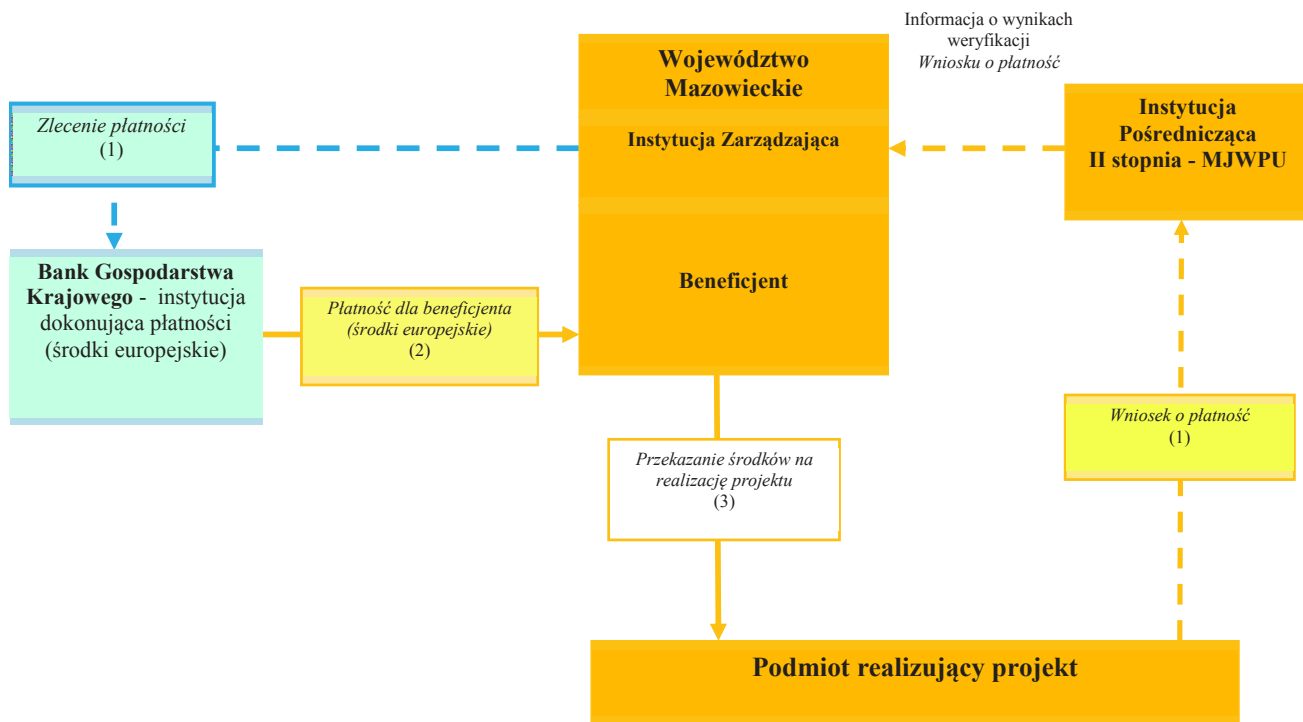 Informacja o wynikach
weryfikacji
Wniosku o płatność
Województwo
Mazowieckie
Instytucja Zarządzająca
Beneficjent
Instytucja
Pośrednicząca
II stopnia - MJWPU
Zlecenie płatności
(1)
Bank Gospodarstwa
Krajowego - instytucja
dokonująca płatności
(środki europejskie)
Płatność dla beneficjenta
(środki europejskie)
(2)
Wniosek o płatność
(1)
Przekazanie środków na
realizację projektu
(3)
Podmiot realizujący projekt